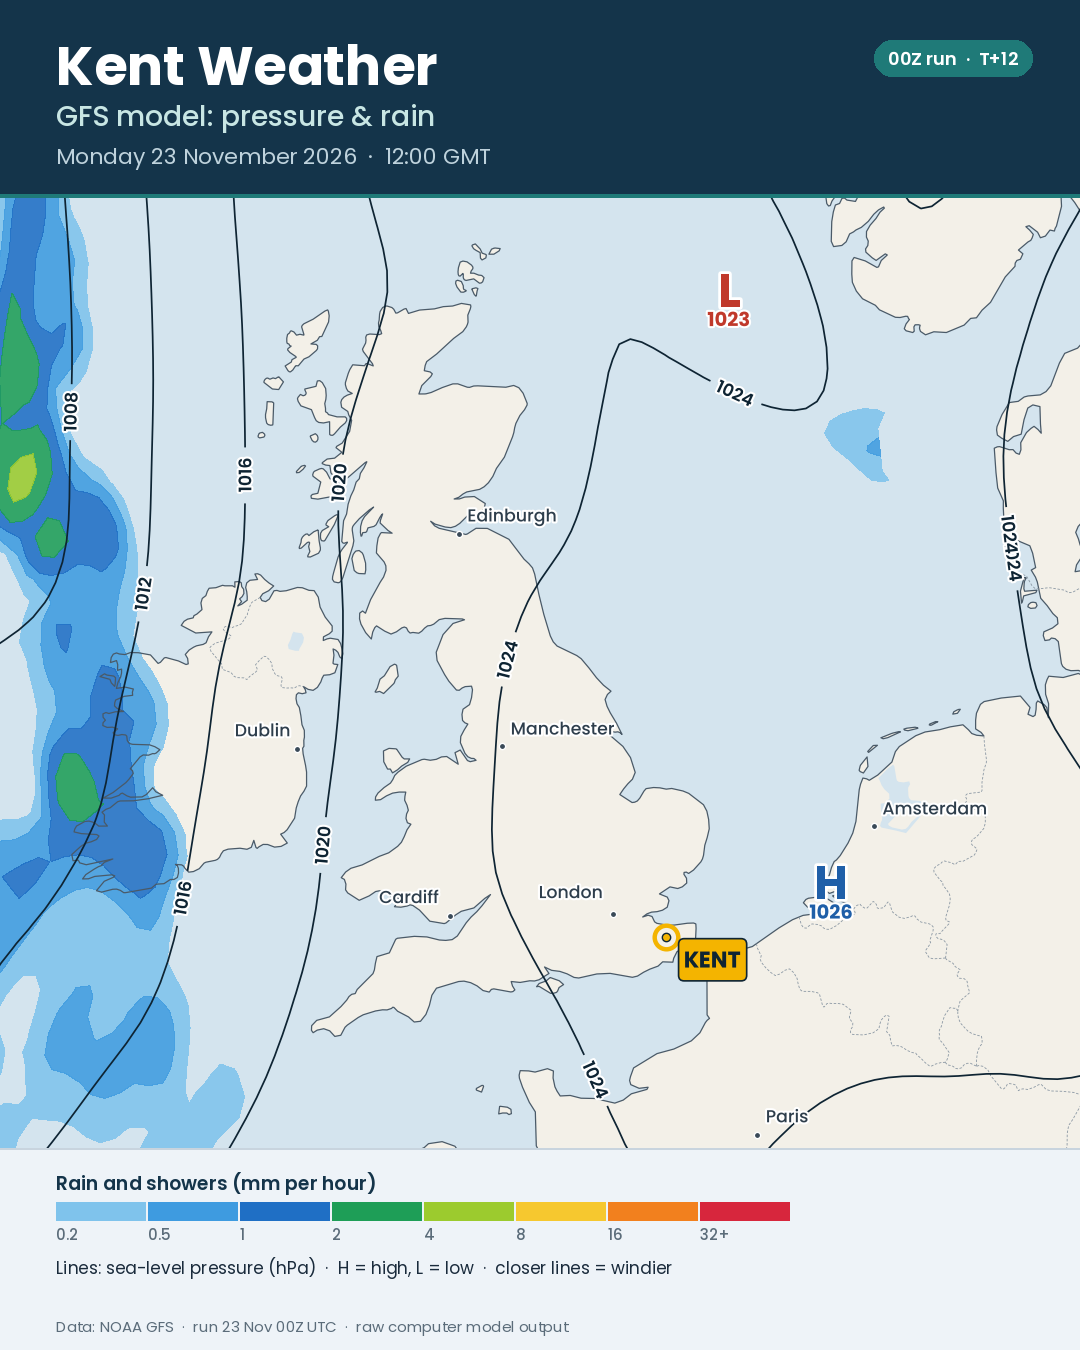 Kent Weather
00Z run · T+12
GFS model: pressure & rain
Monday 23 November 2026 · 12:00 GMT
L
1023
1024
1008
1016
1020
Edinburgh
1024
1024
1012
1024
Dublin
Manchester
Amsterdam
1020
H
1026
1016
Cardiff
London
KENT
1024
Paris
Rain and showers (mm per hour)
0.2 0.5 1 2 4 8 16 32+
Lines: sea-level pressure (hPa) · H = high, L = low · closer lines = windier
Data: NOAA GFS · run 23 Nov 00Z UTC · raw computer model output